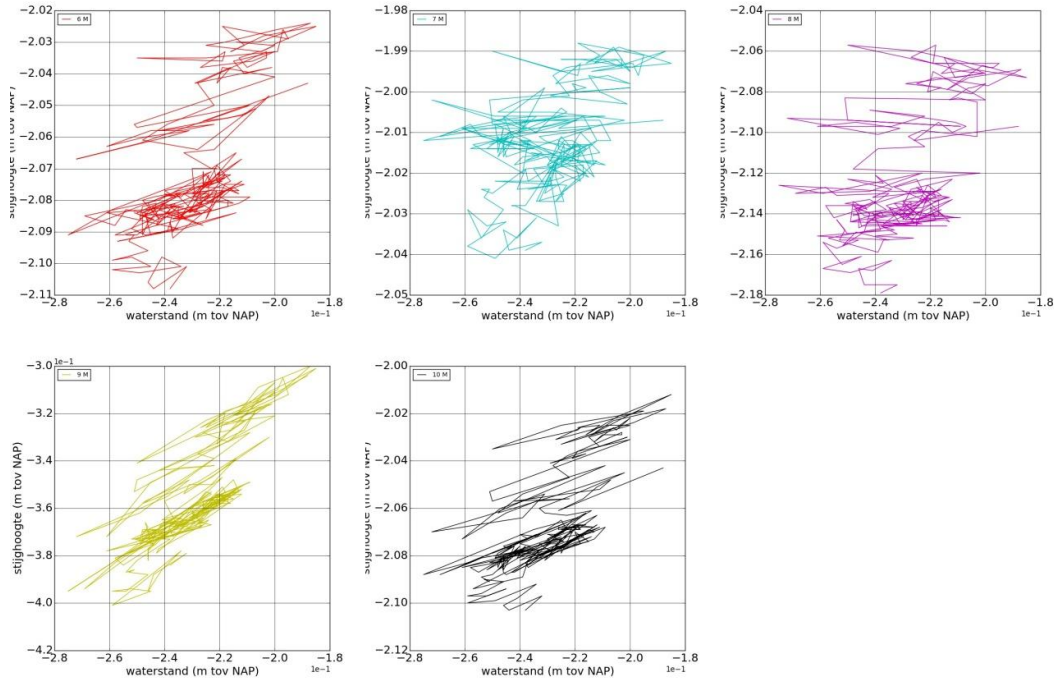 6 M
−2.02
−2.03
−2.04
−2.05
−2.06
−2.07
−2.08
−2.09
−2.10
−2.11
stijghoogte (m tov NAP)
−2.8 −2.6 −2.4 −2.2 −2.0 −1.8
waterstand (m tov NAP)
1e−1
7 M
−1.98
−1.99
−2.00
−2.01
−2.02
−2.03
−2.04
−2.05
stijghoogte (m tov NAP)
−2.8 −2.6 −2.4 −2.2 −2.0 −1.8
waterstand (m tov NAP)
1e−1
8 M
−2.04
−2.06
−2.08
−2.10
−2.12
−2.14
−2.16
−2.18
stijghoogte (m tov NAP)
−2.8 −2.6 −2.4 −2.2 −2.0 −1.8
waterstand (m tov NAP)
1e−1
1e−1
9 M
−3.0
−3.2
−3.4
−3.6
−3.8
−4.0
−4.2
stijghoogte (m tov NAP)
−2.8 −2.6 −2.4 −2.2 −2.0 −1.8
waterstand (m tov NAP)
1e−1
10 M
−2.00
−2.02
−2.04
−2.06
−2.08
−2.10
−2.12
stijghoogte (m tov NAP)
−2.8 −2.6 −2.4 −2.2 −2.0 −1.8
waterstand (m tov NAP)
1e−1